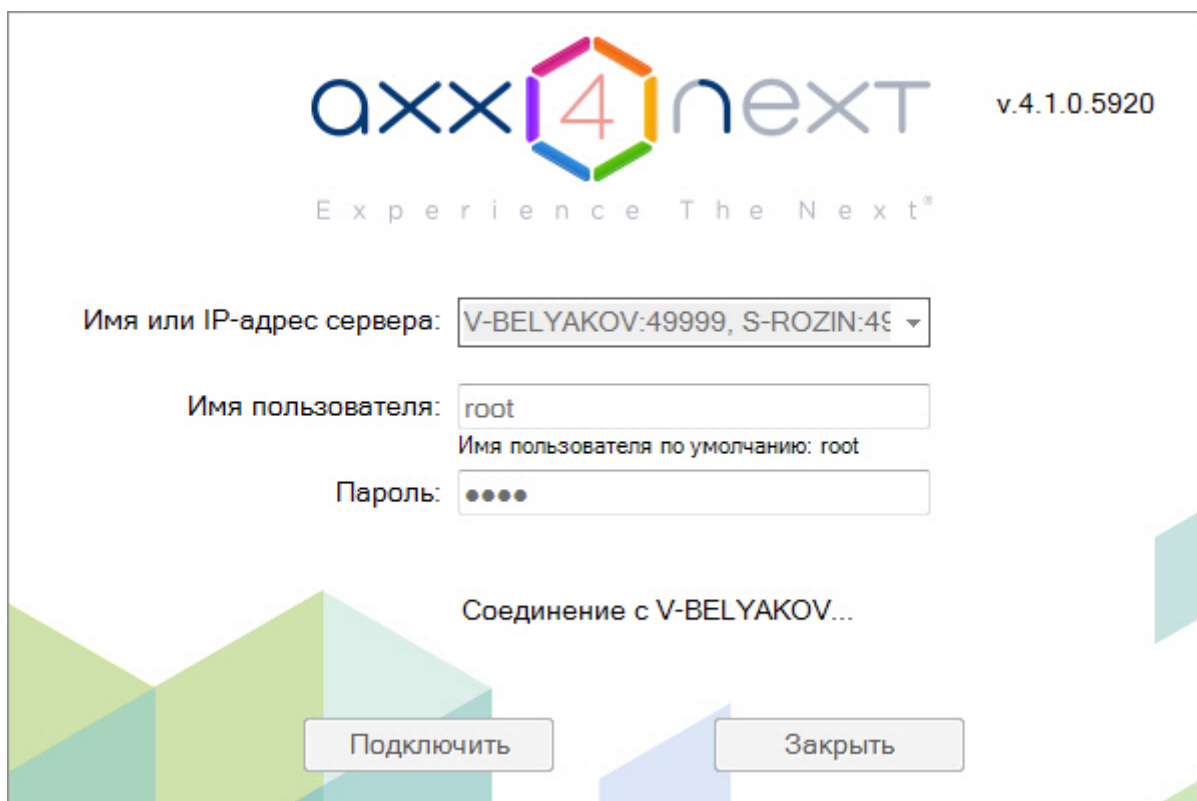 axx4next
v.4.1.0.5920
Experience The Next®
Имя или IP-адрес сервера: V-BELYAKOV:49999, S-ROZIN:49
Имя пользователя: root
Имя пользователя по умолчанию: root
Пароль: ●●●●
Соединение с V-BELYAKOV...
Подключить Закрыть